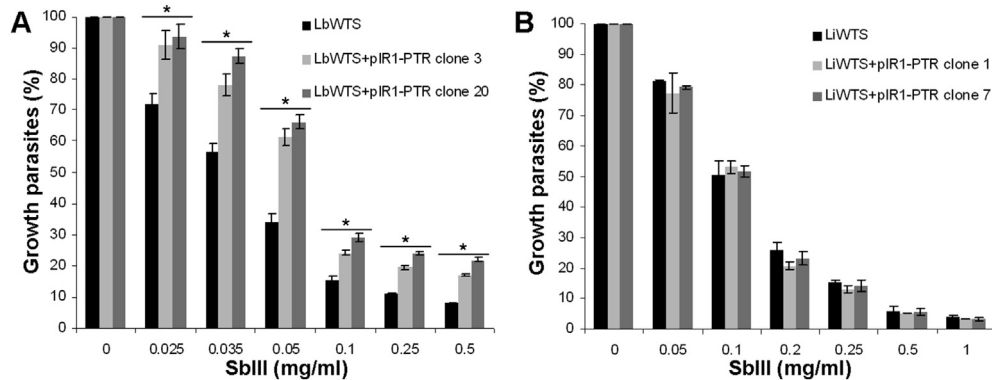 A
Growth parasites (%)
100
90
80
70
60
50
40
30
20
10
0
* * * * * *
LbWTS
LbWTS+pIR1-PTR clone 3
LbWTS+pIR1-PTR clone 20
0 0.025 0.035 0.05 0.1 0.25 0.5
SbIII (mg/ml)
B
Growth parasites (%)
100
90
80
70
60
50
40
30
20
10
0
LiWTS
LiWTS+pIR1-PTR clone 1
LiWTS+pIR1-PTR clone 7
0 0.05 0.1 0.2 0.25 0.5 1
SbIII (mg/ml)